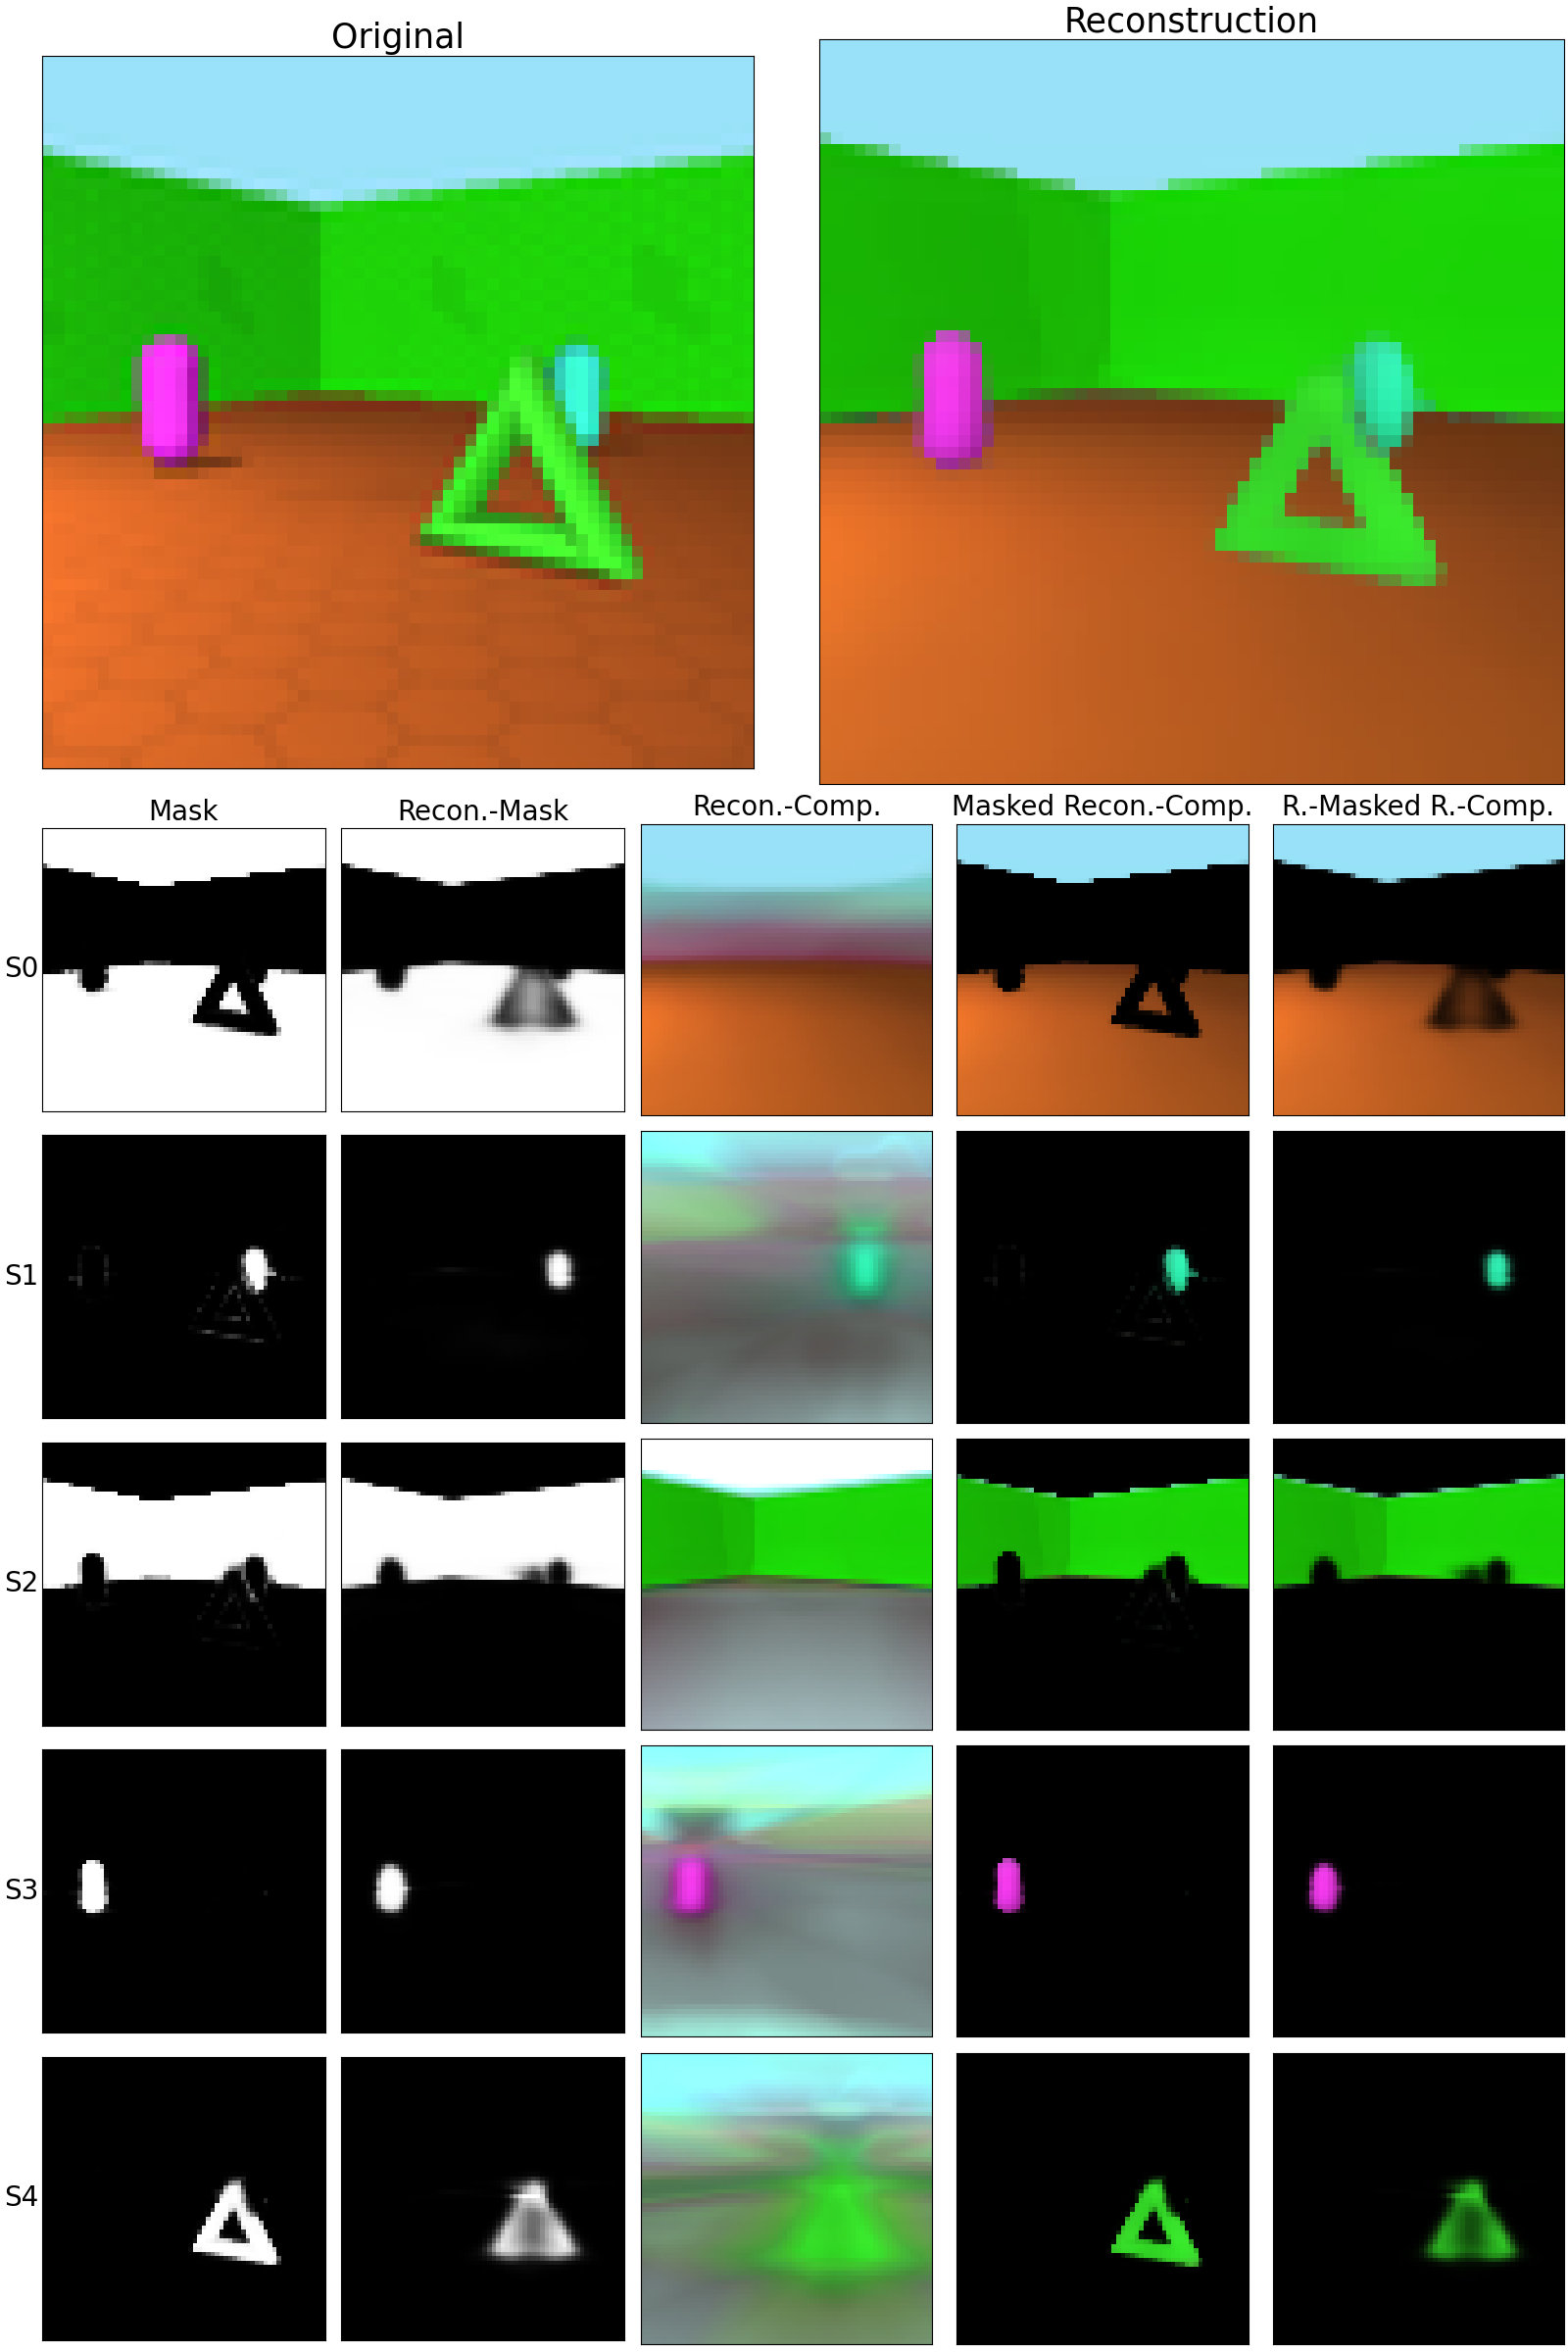 Original
Reconstruction
Mask
Recon.-Mask
Recon.-Comp.
Masked Recon.-Comp.
R.-Masked R.-Comp.
S0
S1
S2
S3
S4